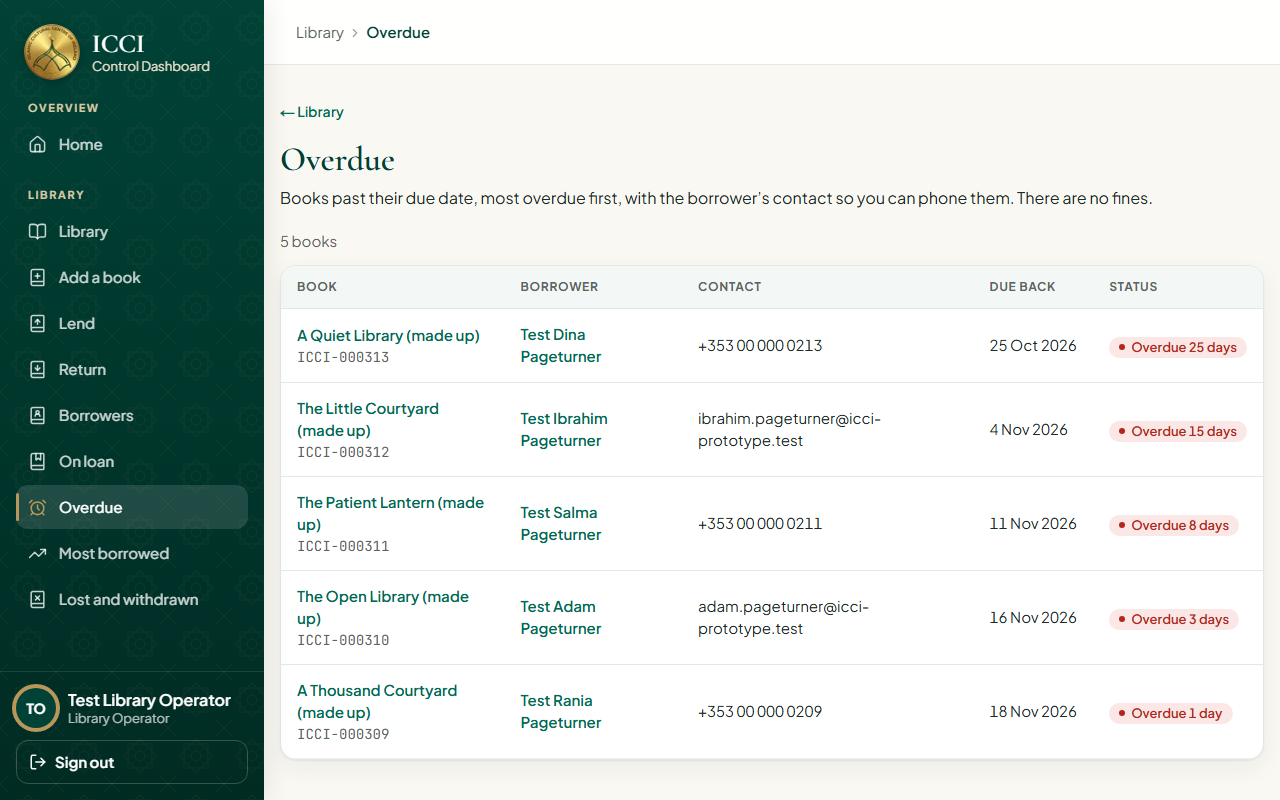 ICCI
Control Dashboard
OVERVIEW
Home
LIBRARY
Library
Add a book
Lend
Return
Borrowers
On loan
Overdue
Most borrowed
Lost and withdrawn
TO
Test Library Operator
Library Operator
Sign out
Library > Overdue
← Library
Overdue
Books past their due date, most overdue first, with the borrower’s contact so you can phone them. There are no fines.
5 books
BOOK BORROWER CONTACT DUE BACK STATUS
A Quiet Library (made up)
ICCI-000313
Test Dina
Pageturner
+353 00 000 0213
25 Oct 2026
Overdue 25 days
The Little Courtyard
(made up)
ICCI-000312
Test Ibrahim
Pageturner
ibrahim.pageturner@icci-
prototype.test
4 Nov 2026
Overdue 15 days
The Patient Lantern (made
up)
ICCI-000311
Test Salma
Pageturner
+353 00 000 0211
11 Nov 2026
Overdue 8 days
The Open Library (made
up)
ICCI-000310
Test Adam
Pageturner
adam.pageturner@icci-
prototype.test
16 Nov 2026
Overdue 3 days
A Thousand Courtyard
(made up)
ICCI-000309
Test Rania
Pageturner
+353 00 000 0209
18 Nov 2026
Overdue 1 day